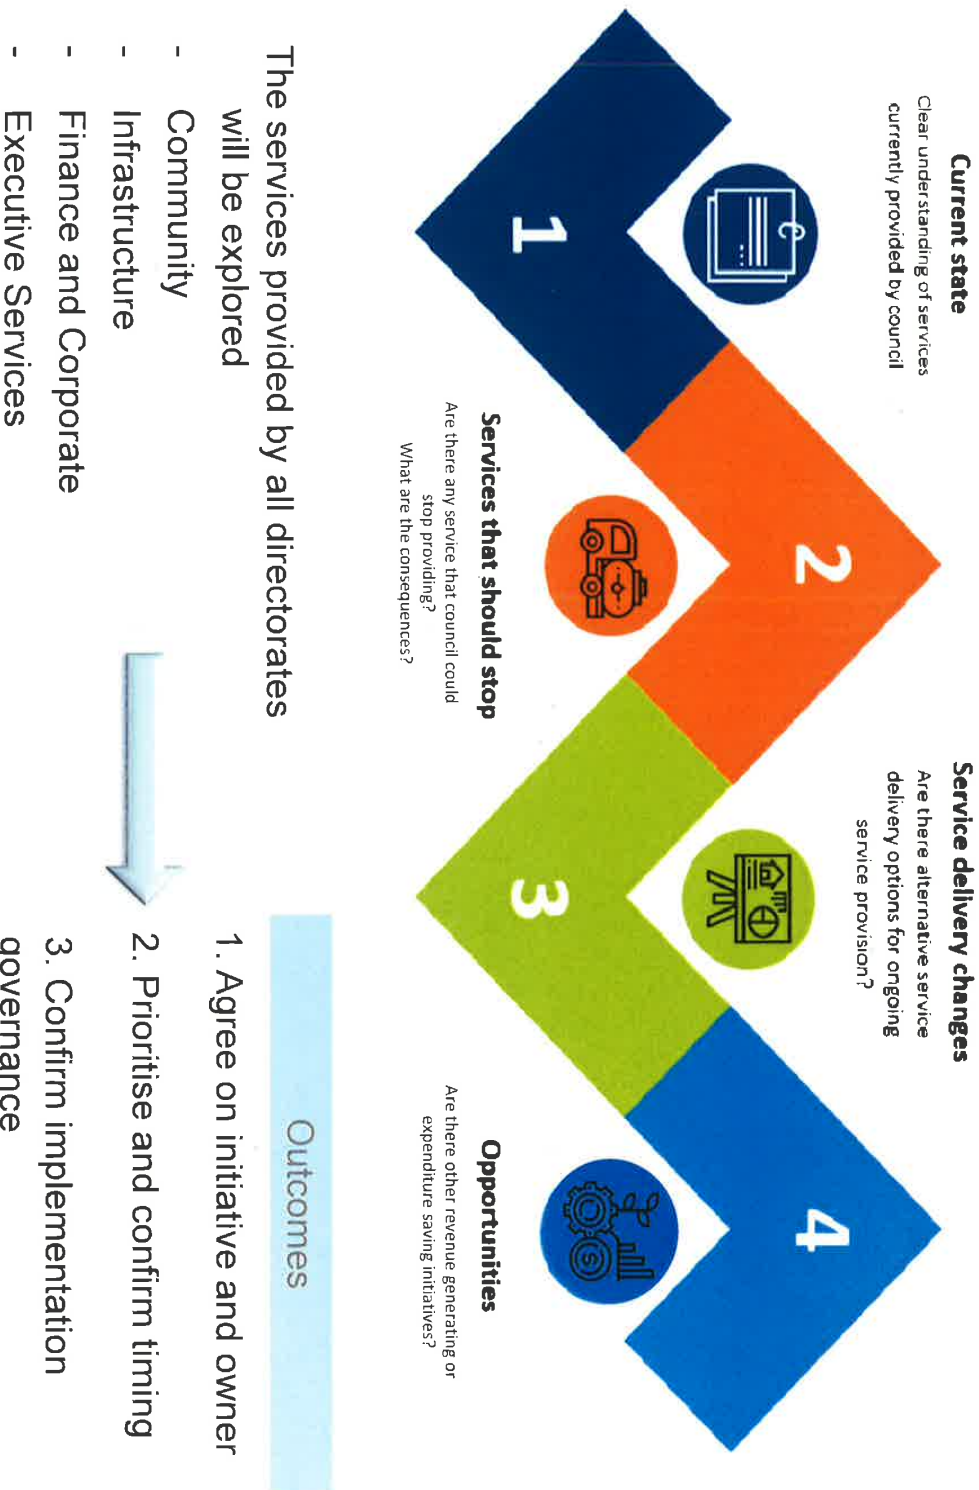 Current state
Clear understanding of services
currently provided by council
1
Services that should stop
Are there any service that council could
stop providing?
What are the consequences?
2
Service delivery changes
Are there alternative service
delivery options for ongoing
service provision?
3
Opportunities
Are there other revenue generating or
expenditure saving initiatives?
4
The services provided by all directorates
will be explored
- Community
- Infrastructure
- Finance and Corporate
- Executive Services
Outcomes
1. Agree on initiative and owner
2. Prioritise and confirm timing
3. Confirm implementation
governance